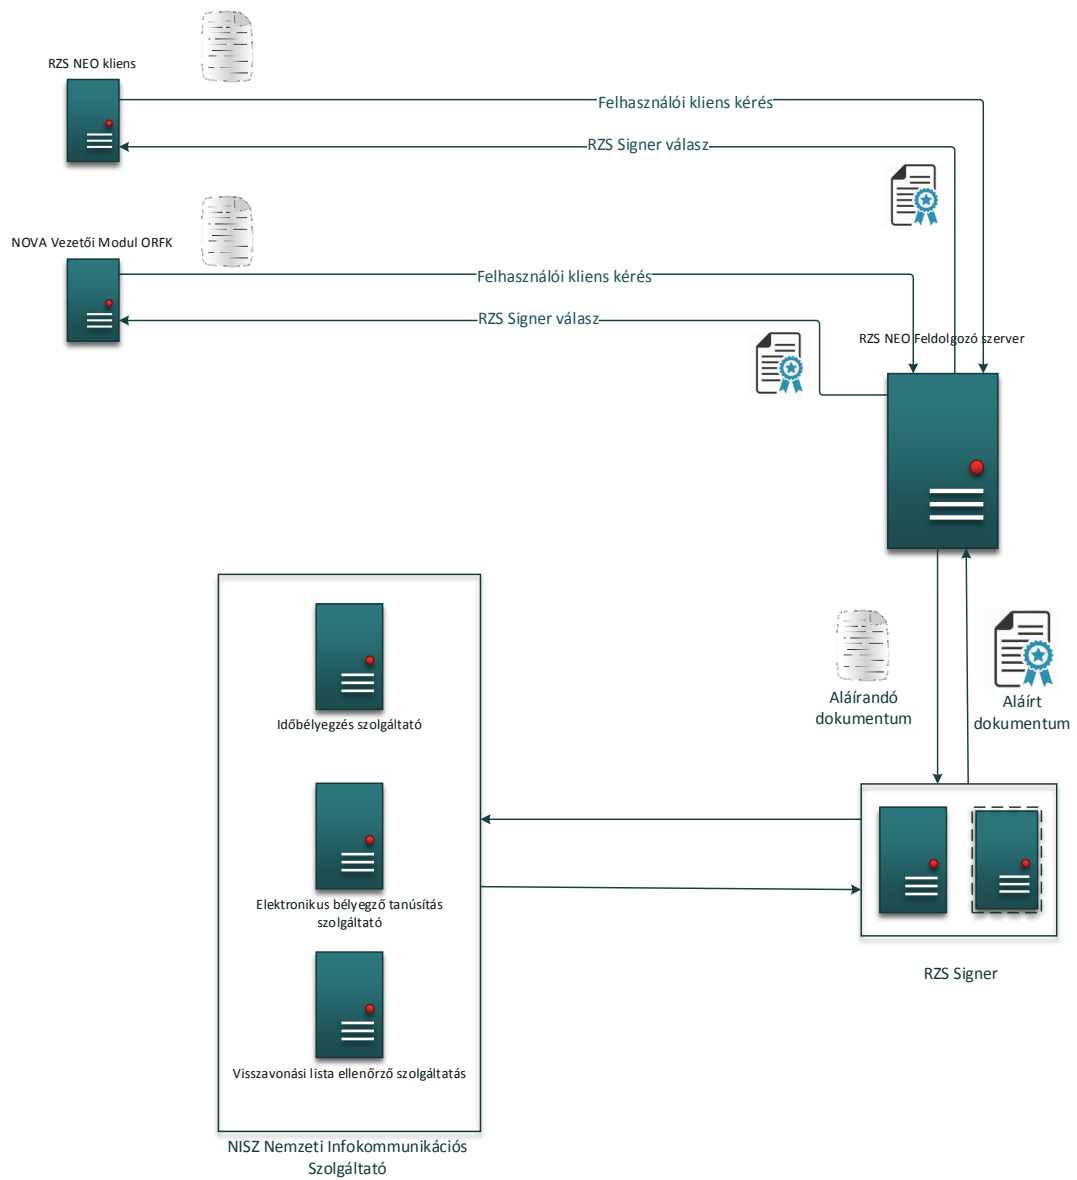 RZS NEO kliens
Felhasználói kliens kérés
RZS Signer válasz
NOVA Vezetői Modul ORFK
Felhasználói kliens kérés
RZS Signer válasz
RZS NEO Feldolgozó szerver
Aláírandó
dokumentum
Aláírt
dokumentum
Időbélyegzés szolgáltató
Elektronikus bélyegző tanúsítás
szolgáltató
RZS Signer
Visszavonási lista ellenőrző szolgáltatás
NISZ Nemzeti Infokommunikációs
Szolgáltató